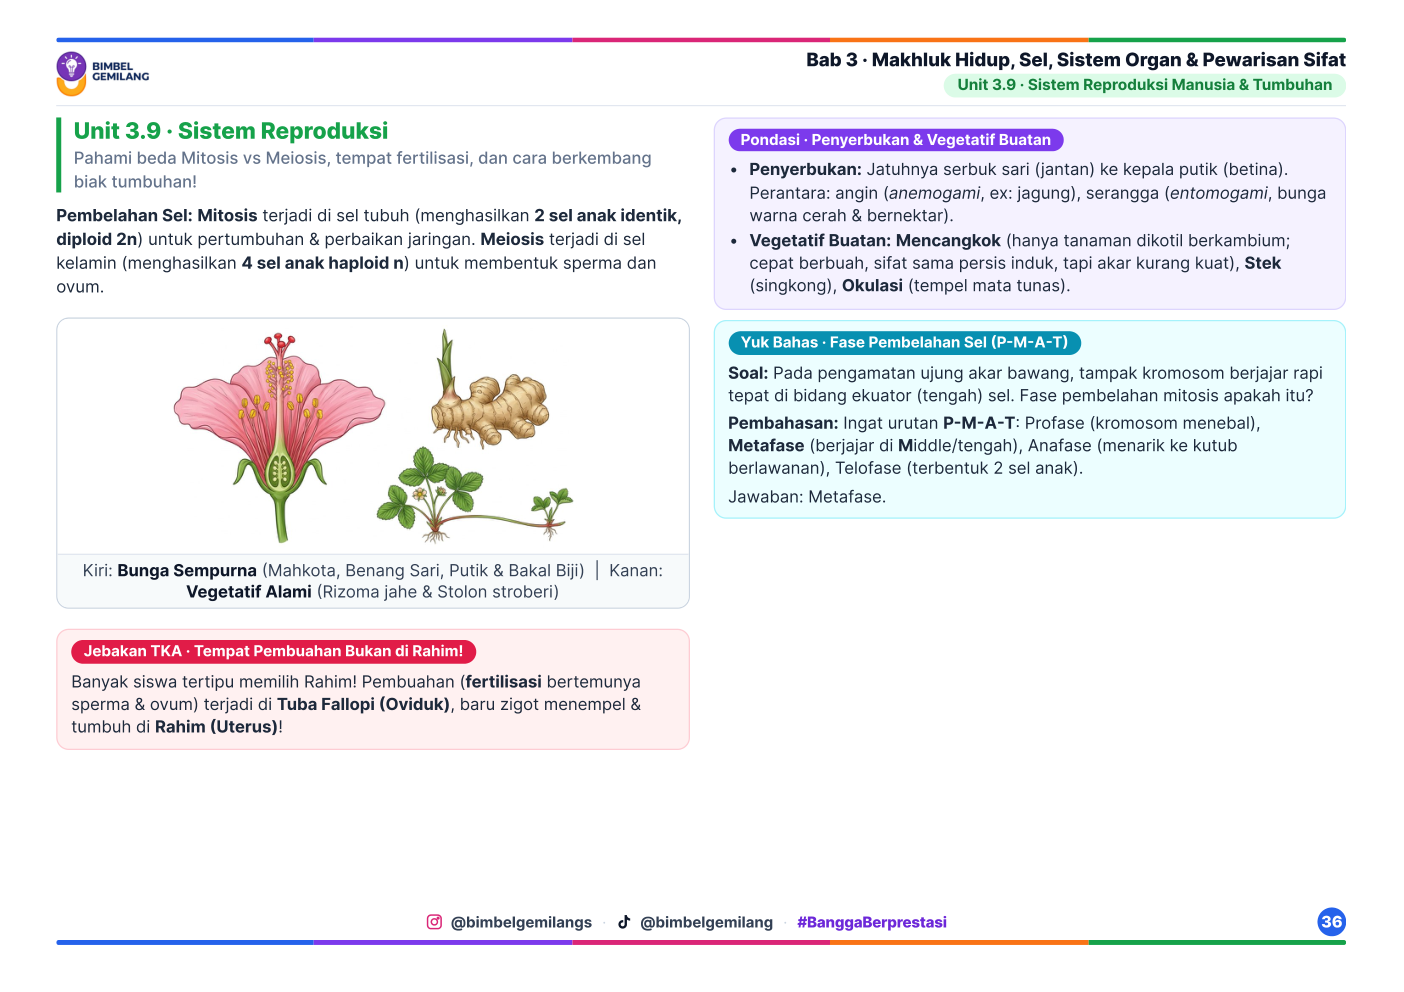 BIMBEL
GEMILANG
Bab 3 · Makhluk Hidup, Sel, Sistem Organ & Pewarisan Sifat
Unit 3.9 · Sistem Reproduksi Manusia & Tumbuhan
Unit 3.9 · Sistem Reproduksi
Pahami beda Mitosis vs Meiosis, tempat fertilisasi, dan cara berkembang
biak tumbuhan!
Pembelahan Sel: Mitosis terjadi di sel tubuh (menghasilkan 2 sel anak identik,
diploid 2n) untuk pertumbuhan & perbaikan jaringan. Meiosis terjadi di sel
kelamin (menghasilkan 4 sel anak haploid n) untuk membentuk sperma dan
ovum.
Kiri: Bunga Sempurna (Mahkota, Benang Sari, Putik & Bakal Biji) | Kanan:
Vegetatif Alami (Rizoma jahe & Stolon stroberi)
Jebakan TKA · Tempat Pembuahan Bukan di Rahim!
Banyak siswa tertipu memilih Rahim! Pembuahan (fertilisasi bertemunya
sperma & ovum) terjadi di Tuba Fallopi (Oviduk), baru zigot menempel &
tumbuh di Rahim (Uterus)!
Pondasi · Penyerbukan & Vegetatif Buatan
• Penyerbukan: Jatuhnya serbuk sari (jantan) ke kepala putik (betina).
Perantara: angin (anemogami, ex: jagung), serangga (entomogami, bunga
warna cerah & bernektar).
• Vegetatif Buatan: Mencangkok (hanya tanaman dikotil berkambium;
cepat berbuah, sifat sama persis induk, tapi akar kurang kuat), Stek
(singkong), Okulasi (tempel mata tunas).
Yuk Bahas · Fase Pembelahan Sel (P-M-A-T)
Soal: Pada pengamatan ujung akar bawang, tampak kromosom berjajar rapi
tepat di bidang ekuator (tengah) sel. Fase pembelahan mitosis apakah itu?
Pembahasan: Ingat urutan P-M-A-T: Profase (kromosom menebal),
Metafase (berjajar di Middle/tengah), Anafase (menarik ke kutub
berlawanan), Telofase (terbentuk 2 sel anak).
Jawaban: Metafase.
@bimbelgemilangs · @bimbelgemilang · #BanggaBerprestasi
36